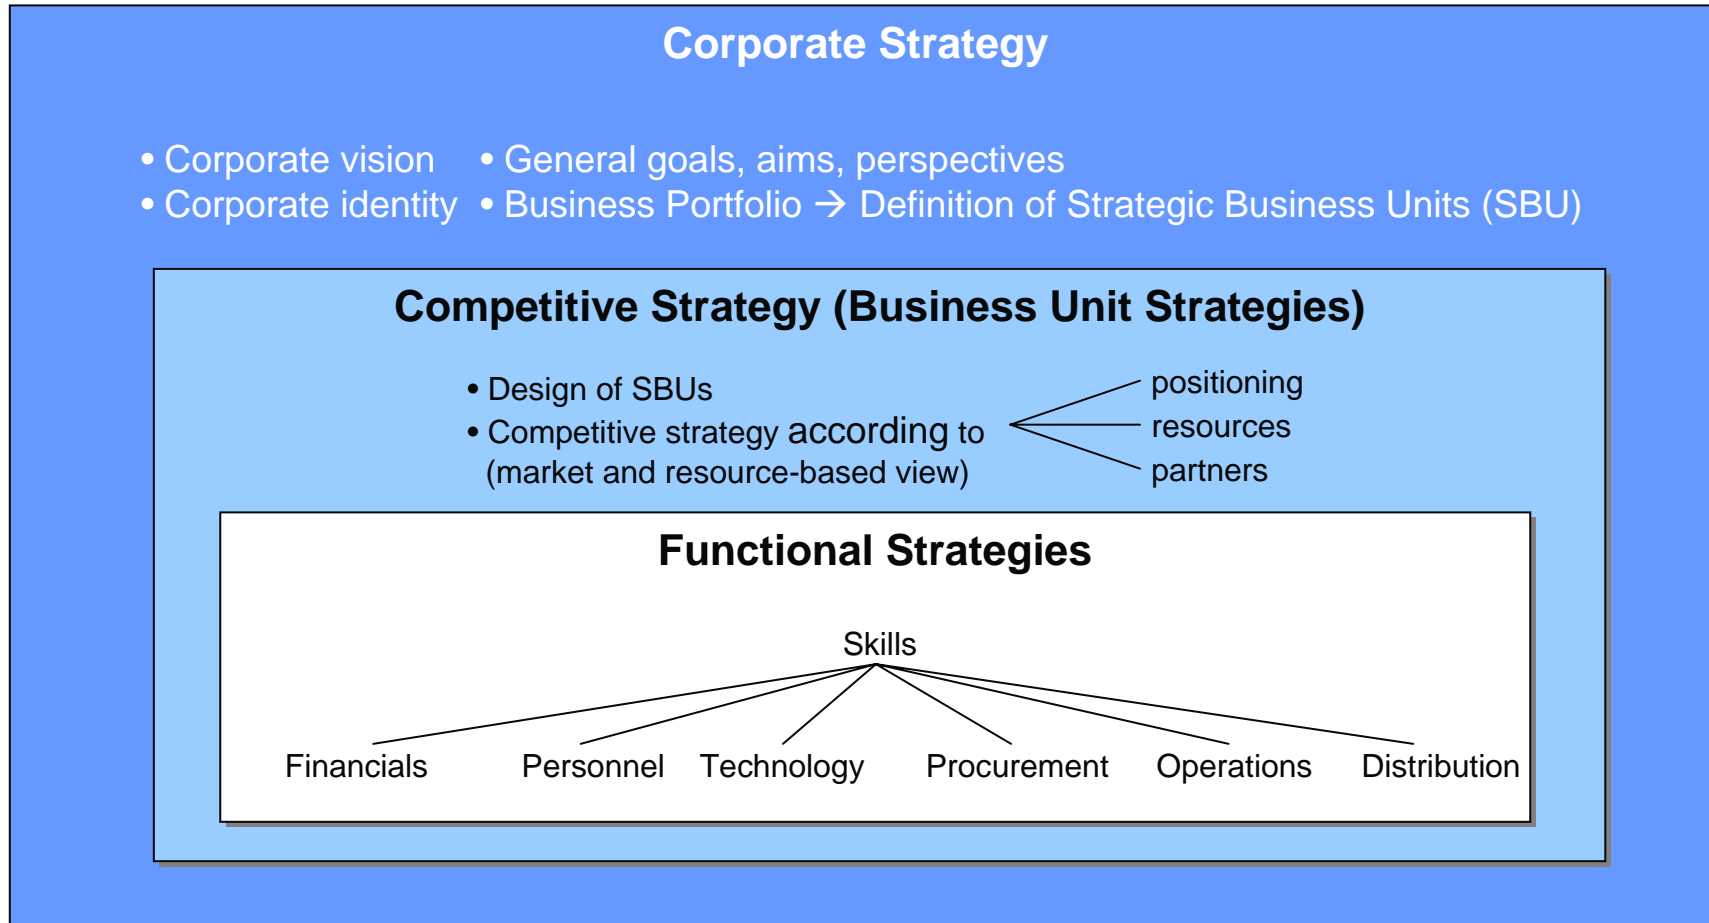 Corporate Strategy
• Corporate vision • General goals, aims, perspectives
• Corporate identity • Business Portfolio → Definition of Strategic Business Units (SBU)
Competitive Strategy (Business Unit Strategies)
• Design of SBUs
• Competitive strategy according to
(market and resource-based view)
positioning
resources
partners
Functional Strategies
Skills
Financials Personnel Technology Procurement Operations Distribution